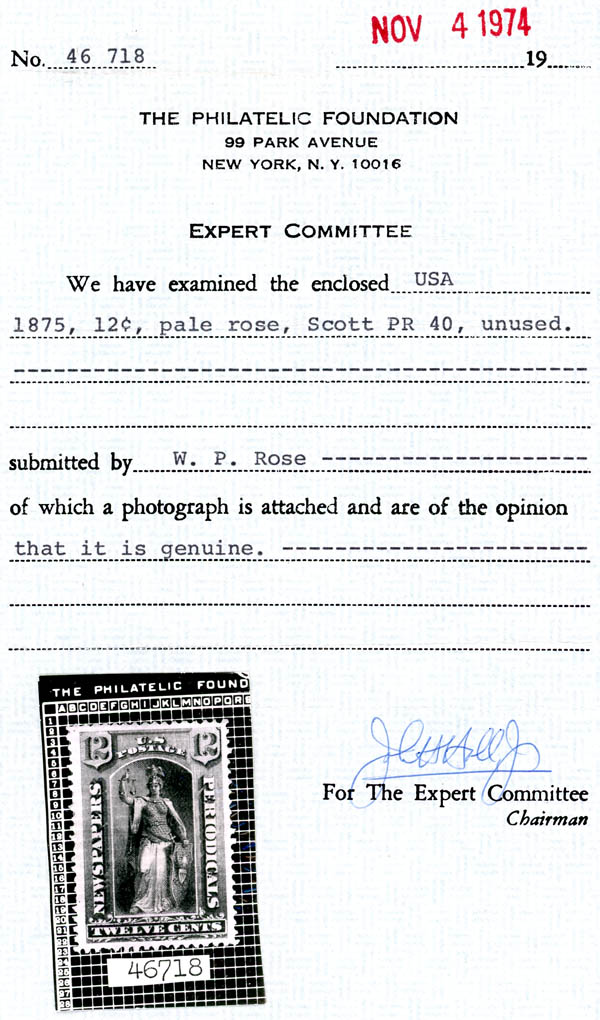 NOV 4 1974
No. 46 718 19
THE PHILATELIC FOUNDATION
99 PARK AVENUE
NEW YORK, N. Y. 10016
EXPERT COMMITTEE
We have examined the enclosed USA
1875, 12¢, pale rose, Scott PR 40, unused.
submitted by W. P. Rose
of which a photograph is attached and are of the opinion
that it is genuine.
THE PHILATELIC FOUND
A B C D E F G H I J K L M N O P Q R
12 U.S. 12
POSTAGE
NEWSPAPERS
PERIODICALS
TWELVE CENTS
46718
For The Expert Committee
Chairman